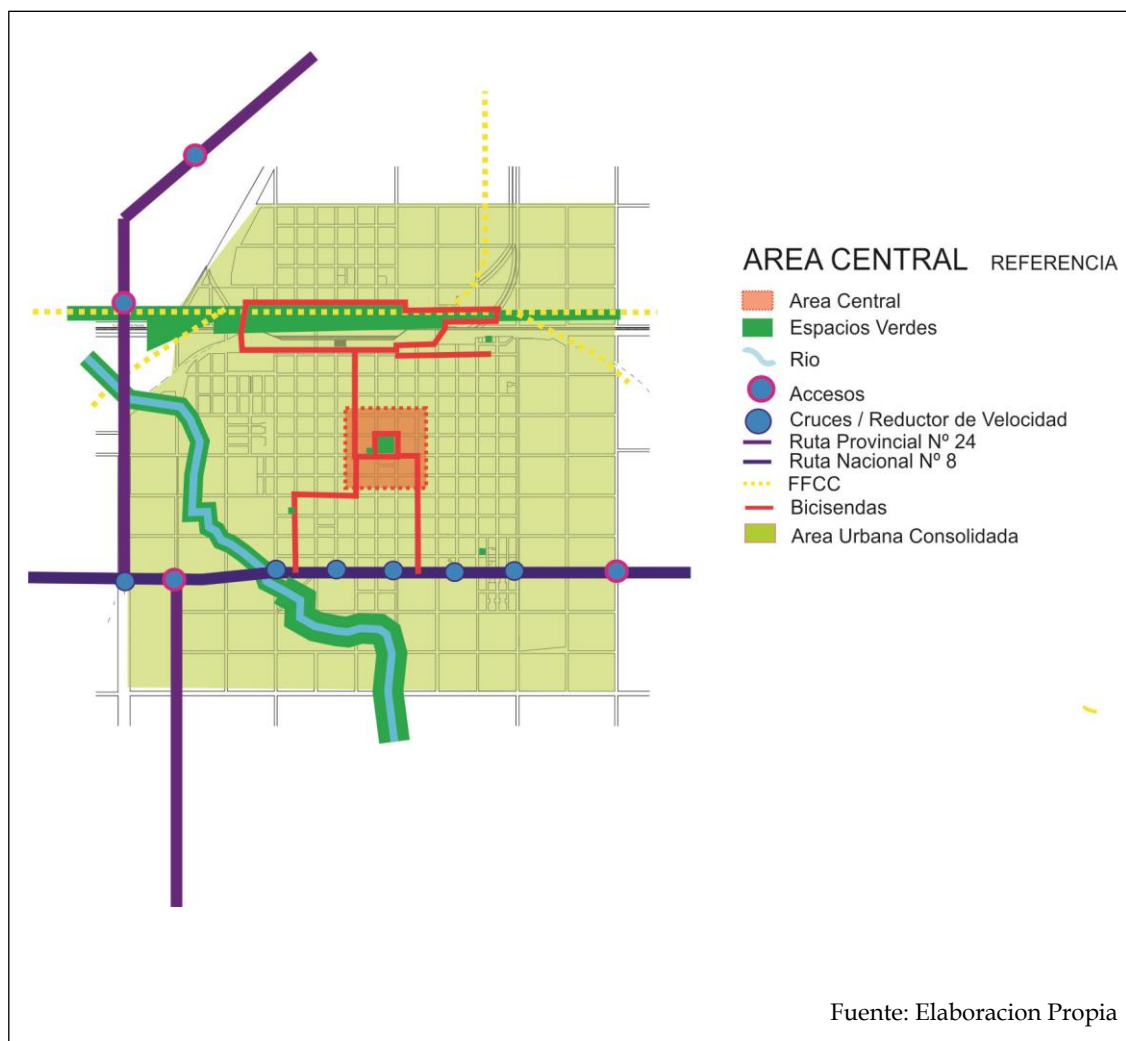 AREA CENTRAL REFERENCIA
Area Central
Espacios Verdes
Rio
Accesos
Cruces / Reductor de Velocidad
Ruta Provincial Nº 24
Ruta Nacional Nº 8
FFCC
Bicisendas
Area Urbana Consolidada
Fuente: Elaboracion Propia